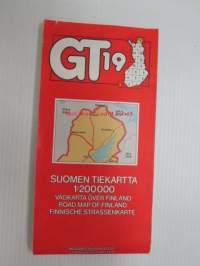 GT19
SUOMEN TIEKARTTA
1:200 000
VÄGKARTA ÖVER FINLAND
ROAD MAP OF FINLAND
FINNISCHE STRASSENKARTE